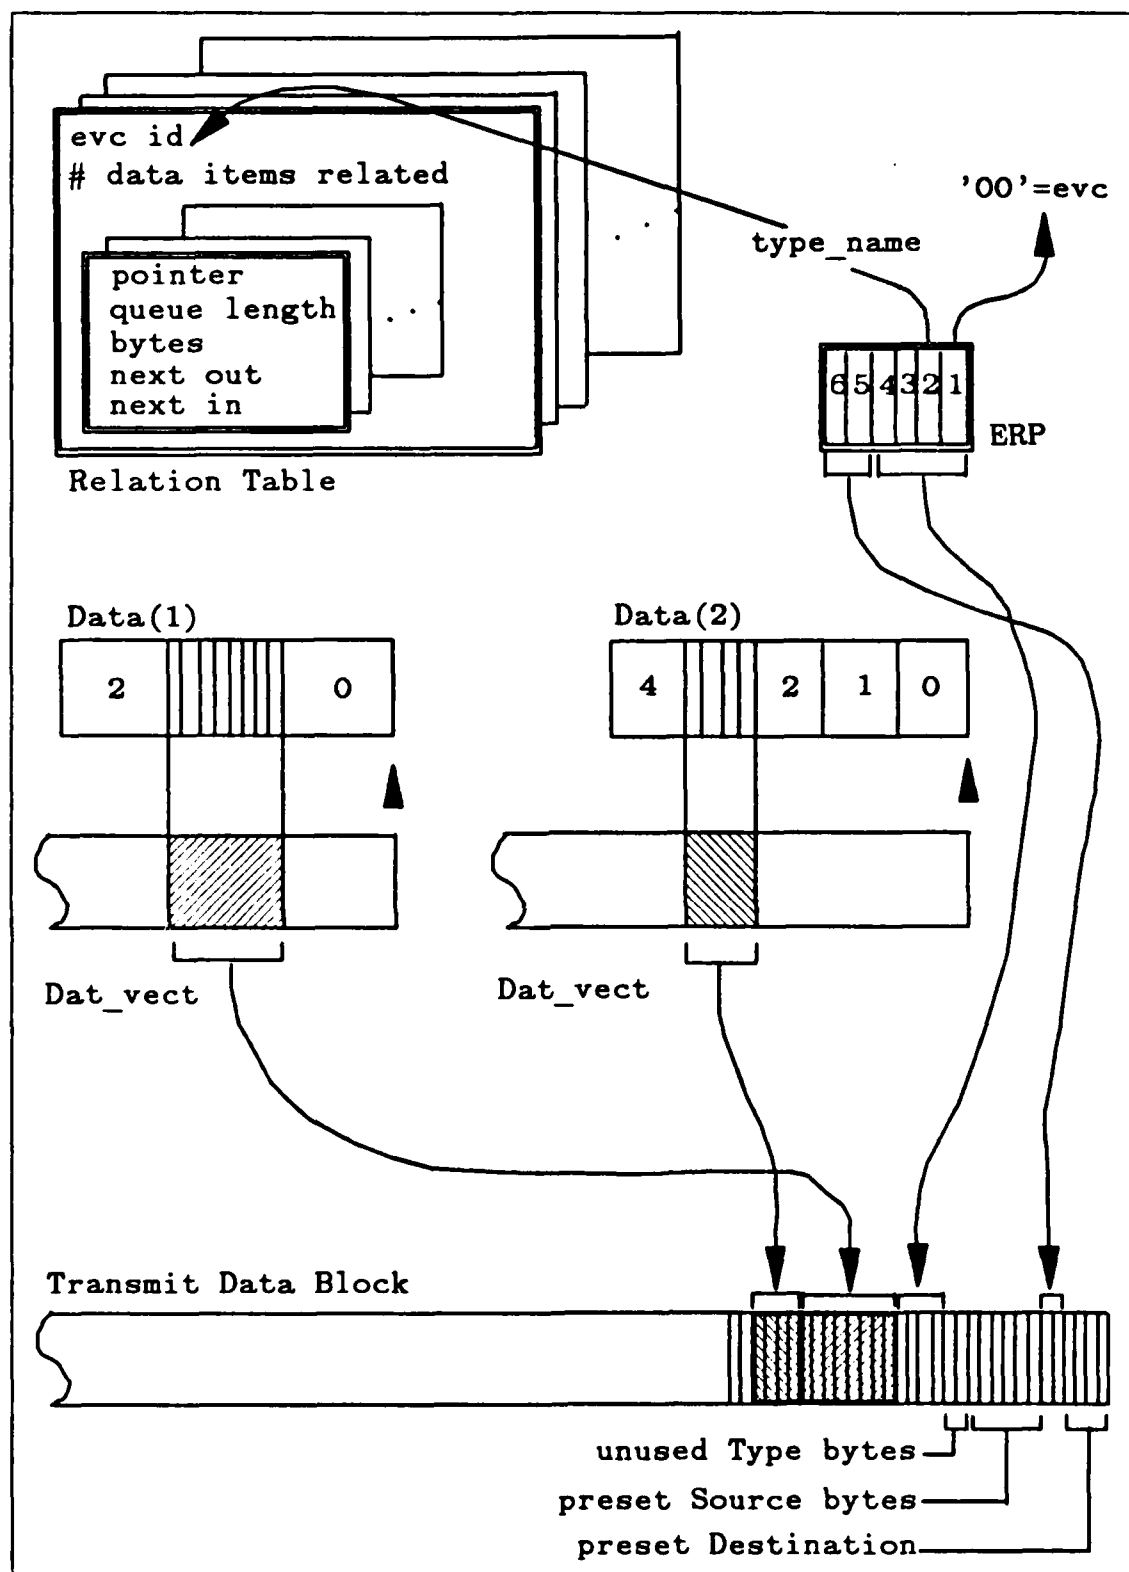 evc id
# data items related
pointer
queue length
bytes
next out
next in
Relation Table
'00'=evc
type_name
6 5 4 3 2 1
ERP
Data(1)
2 0
Data(2)
4 2 1 0
Dat_vect
Dat_vect
Transmit Data Block
unused Type bytes
preset Source bytes
preset Destination